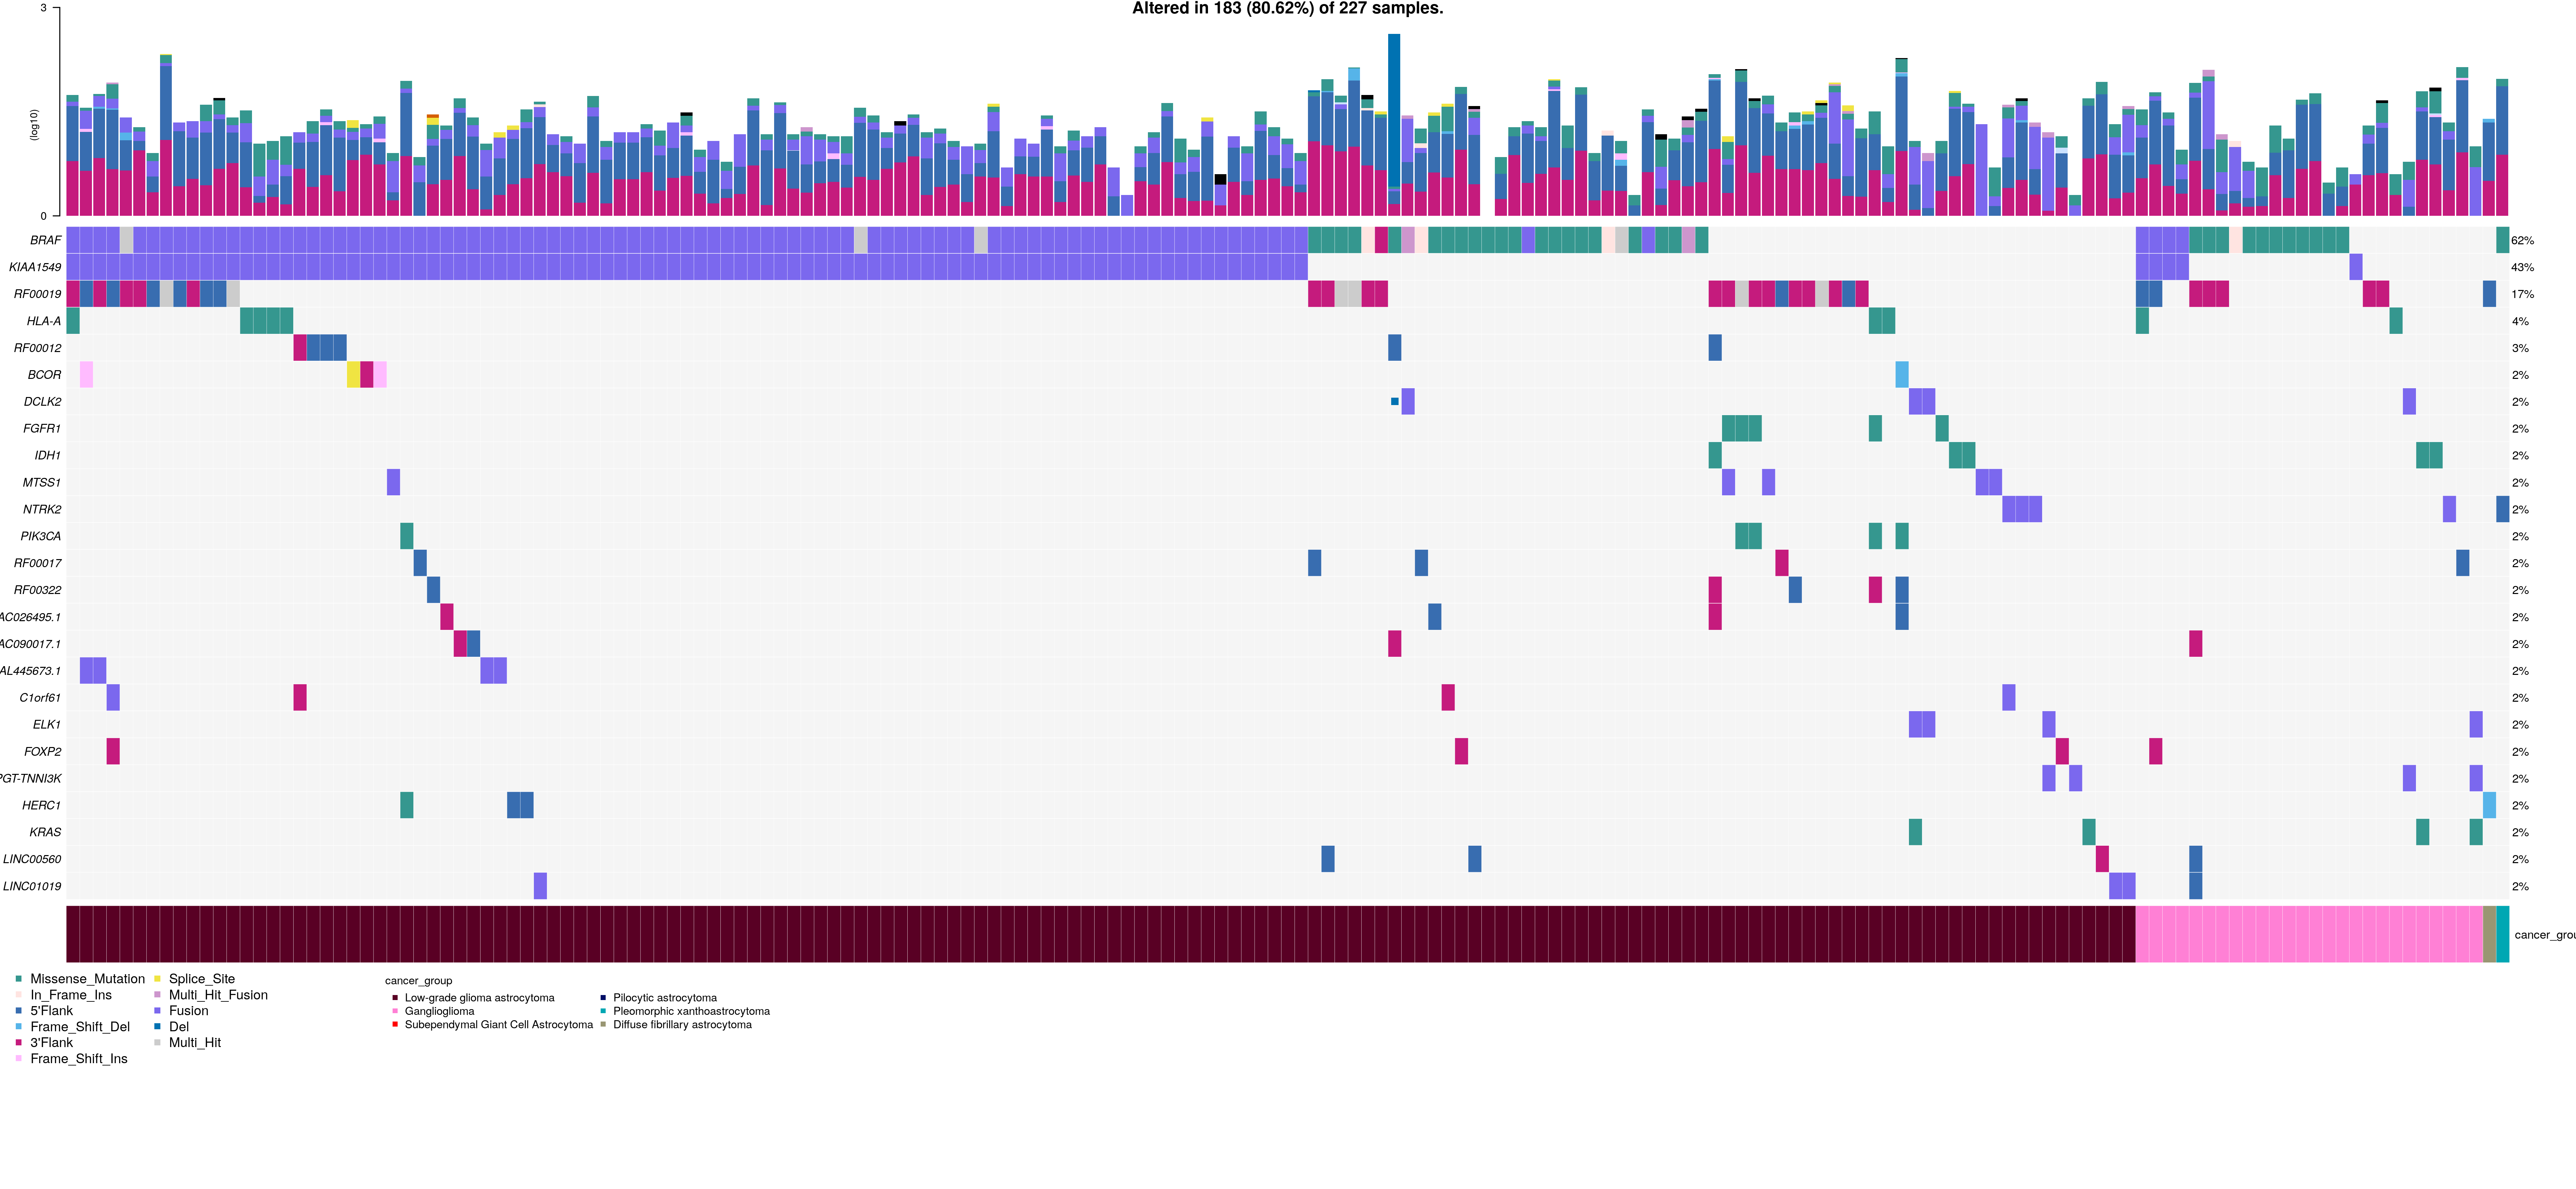 Altered in 183 (80.62%) of 227 samples.
3
(log10)
0
BRAF 62%
KIAA1549 43%
RF00019 17%
HLA-A 4%
RF00012 3%
BCOR 2%
DCLK2 2%
FGFR1 2%
IDH1 2%
MTSS1 2%
NTRK2 2%
PIK3CA 2%
RF00017 2%
RF00322 2%
AC026495.1 2%
AC090017.1 2%
AL445673.1 2%
C1orf61 2%
ELK1 2%
FOXP2 2%
PGT-TNNI3K 2%
HERC1 2%
KRAS 2%
LINC00560 2%
LINC01019 2%
cancer_grou
Missense_Mutation Splice_Site
In_Frame_Ins Multi_Hit_Fusion
5'Flank Fusion
Frame_Shift_Del Del
3'Flank Multi_Hit
Frame_Shift_Ins
cancer_group
Low-grade glioma astrocytoma Pilocytic astrocytoma
Ganglioglioma Pleomorphic xanthoastrocytoma
Subependymal Giant Cell Astrocytoma Diffuse fibrillary astrocytoma